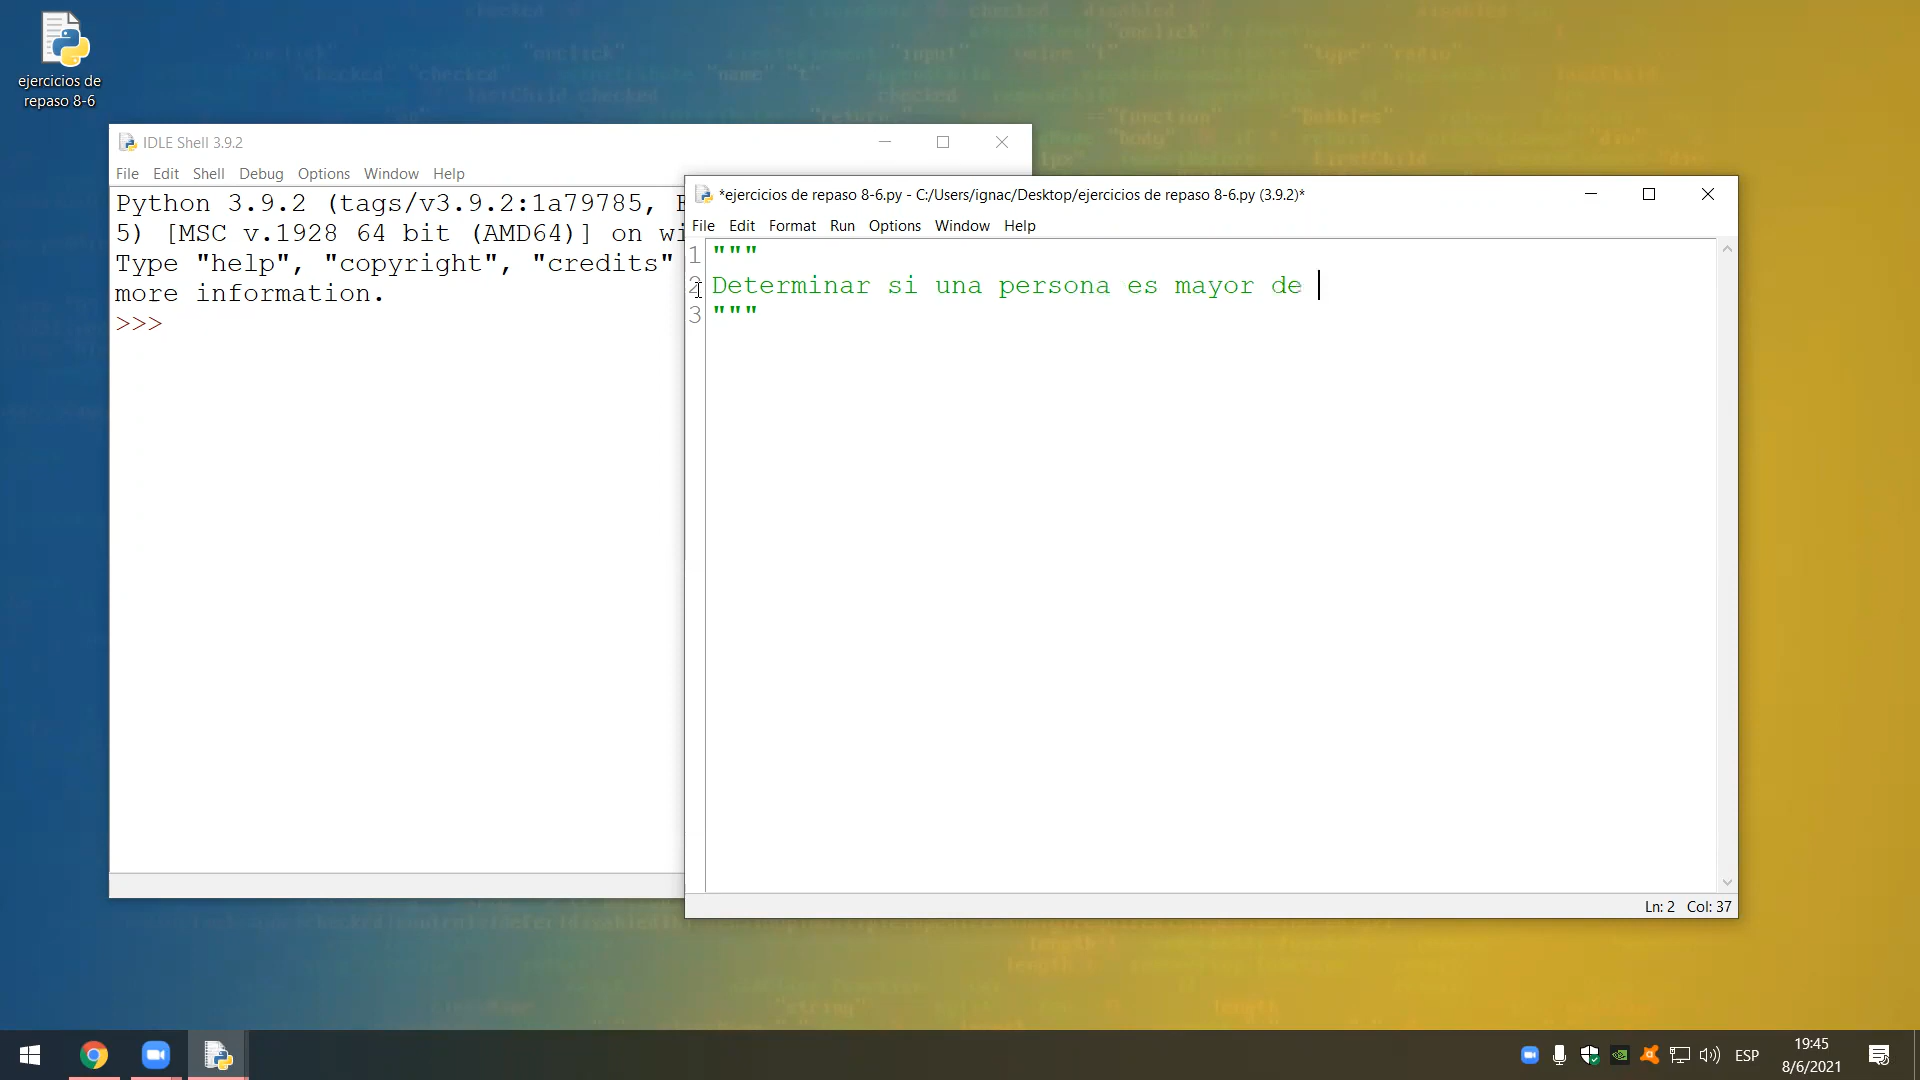 ejercicios de
repaso 8-6
IDLE Shell 3.9.2
File Edit Shell Debug Options Window Help
Python 3.9.2 (tags/v3.9.2:1a79785,
5) [MSC v.1928 64 bit (AMD64)] on
Type "help", "copyright", "credits"
more information.
>>>
*ejercicios de repaso 8-6.py - C:/Users/ignac/Desktop/ejercicios de repaso 8-6.py (3.9.2)*
File Edit Format Run Options Window Help
1 """
2 Determinar si una persona es mayor de
3 """
Ln: 2 Col: 37
ESP
19:45
8/6/2021